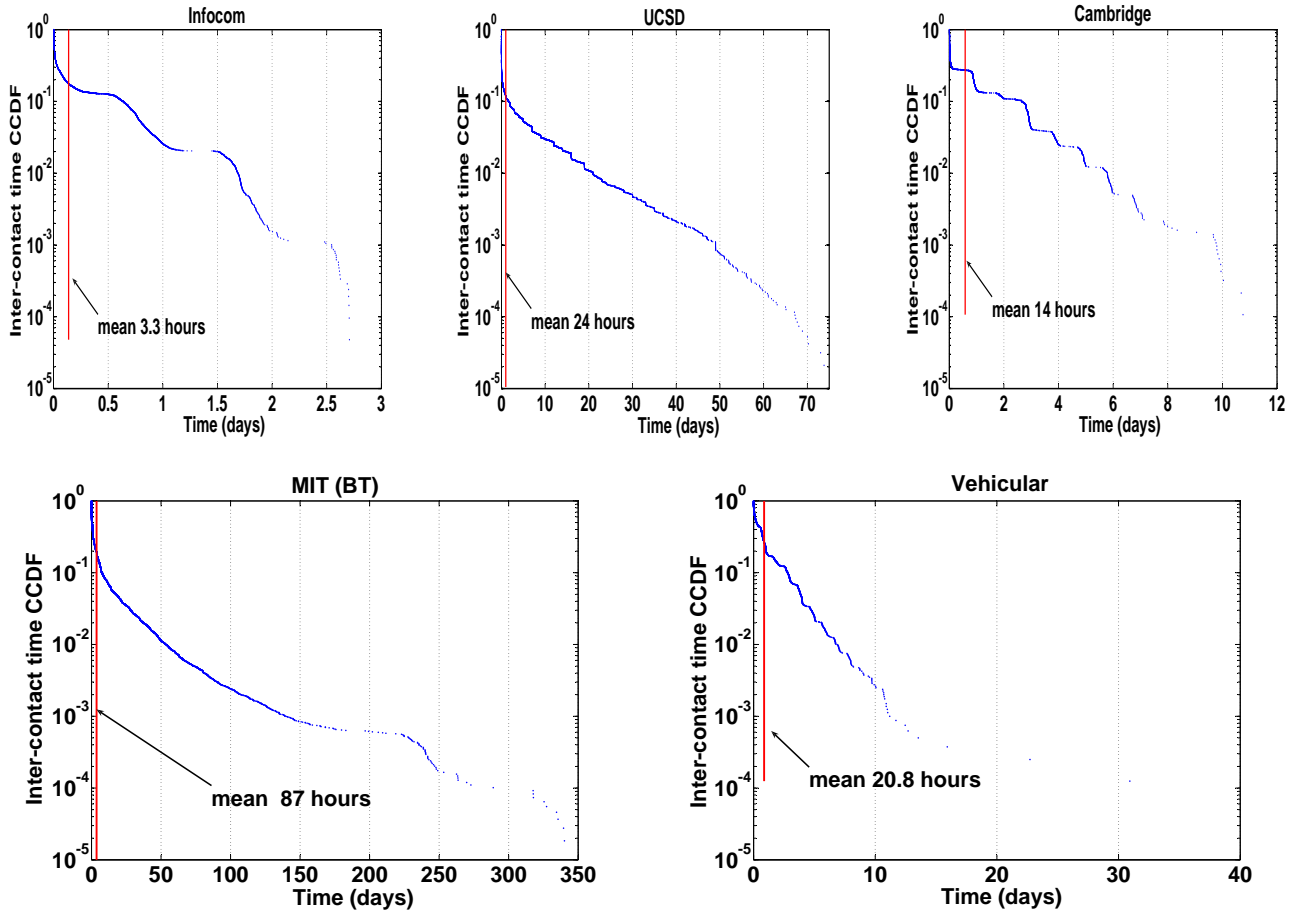 Infocom
10^0
10^-1
10^-2
10^-3
10^-4
10^-5
Inter-contact time CCDF
mean 3.3 hours
0 0.5 1 1.5 2 2.5 3
Time (days)
UCSD
10^0
10^-1
10^-2
10^-3
10^-4
10^-5
Inter-contact time CCDF
mean 24 hours
0 10 20 30 40 50 60 70
Time (days)
Cambridge
10^0
10^-1
10^-2
10^-3
10^-4
10^-5
Inter-contact time CCDF
mean 14 hours
0 2 4 6 8 10 12
Time (days)
MIT (BT)
10^0
10^-1
10^-2
10^-3
10^-4
10^-5
Inter-contact time CCDF
mean 87 hours
0 50 100 150 200 250 300 350
Time (days)
Vehicular
10^0
10^-1
10^-2
10^-3
10^-4
10^-5
Inter-contact time CCDF
mean 20.8 hours
0 10 20 30 40
Time (days)